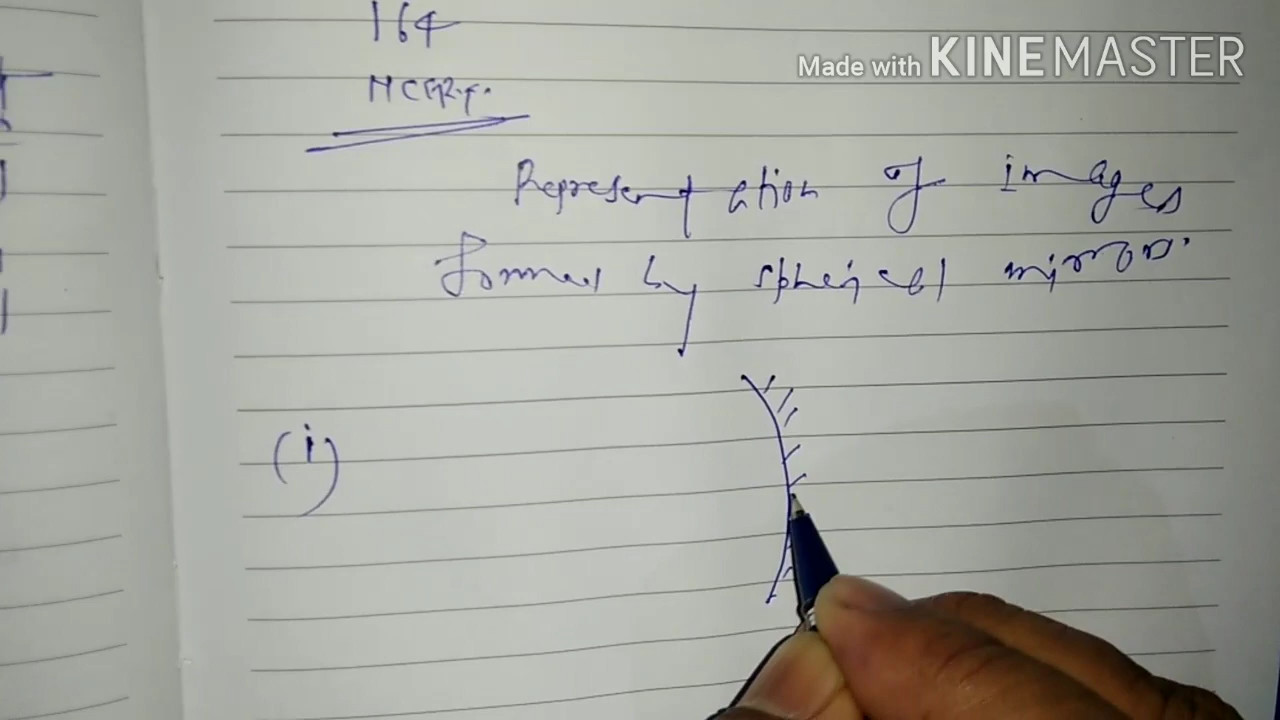 Made with KINEMASTER
164
NCERT.
Representation of images
formed by spherical mirrors.
(i)